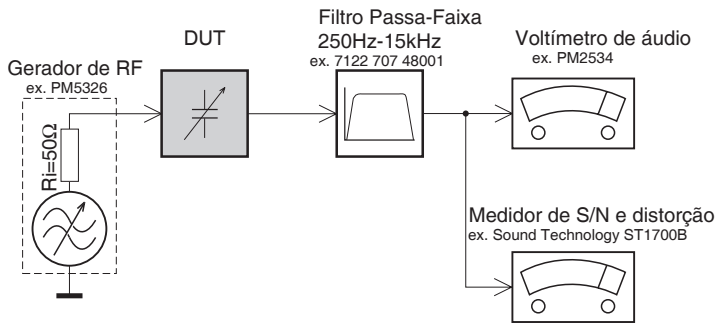 Gerador de RF
ex. PM5326
Ri=50Ω
DUT
Filtro Passa-Faixa
250Hz-15kHz
ex. 7122 707 48001
Voltímetro de áudio
ex. PM2534
Medidor de S/N e distorção
ex. Sound Technology ST1700B